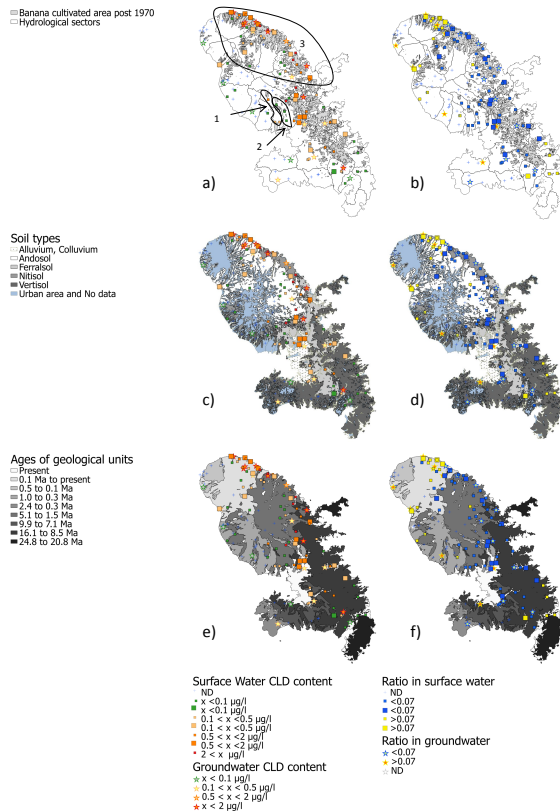 Banana cultivated area post 1970
Hydrological sectors
3
1
2
a)
b)
Soil types
Alluvium, Colluvium
Andosol
Ferralsol
Nitisol
Vertisol
Urban area and No data
c)
d)
Ages of geological units
Present
0.1 Ma to present
0.5 to 0.1 Ma
1.0 to 0.3 Ma
2.4 to 0.3 Ma
5.1 to 1.5 Ma
9.9 to 7.1 Ma
16.1 to 8.5 Ma
24.8 to 20.8 Ma
e)
f)
Surface Water CLD content
ND
x <0.1 µg/l
x <0.1 µg/l
0.1 < x <0.5 µg/l
0.1 < x <0.5 µg/l
0.5 < x <2 µg/l
0.5 < x <2 µg/l
2 < x µg/l
Groundwater CLD content
x < 0.1 µg/l
0.1 < x < 0.5 µg/l
0.5 < x < 2 µg/l
x < 2 µg/l
Ratio in surface water
ND
<0.07
<0.07
>0.07
>0.07
Ratio in groundwater
<0.07
>0.07
ND